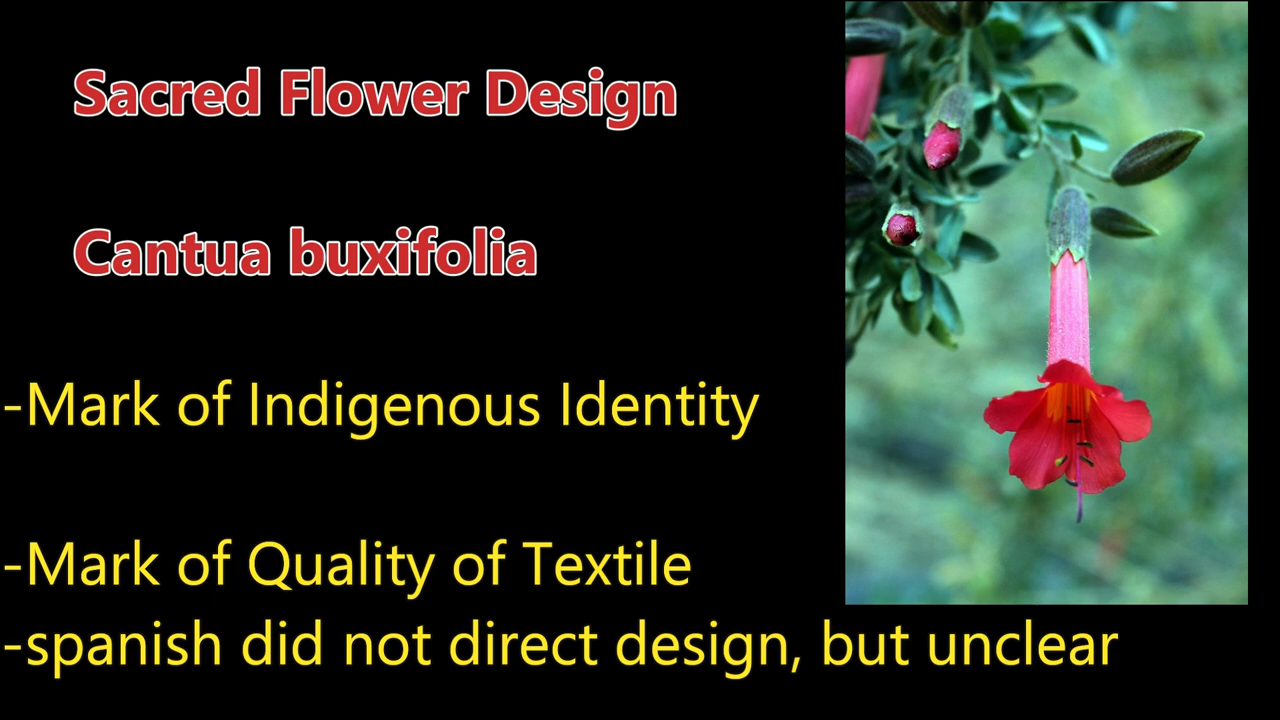 Sacred Flower Design
Cantua buxifolia
-Mark of Indigenous Identity
-Mark of Quality of Textile
-spanish did not direct design, but unclear